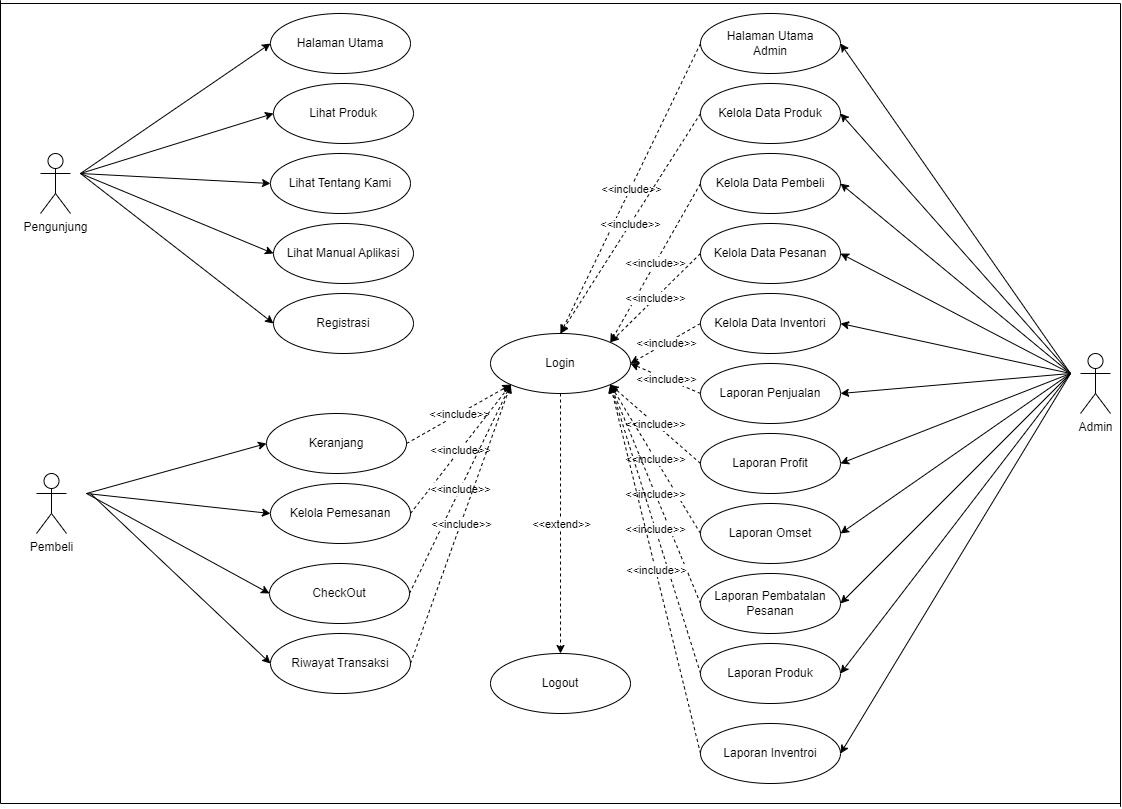 Halaman Utama
Lihat Produk
Lihat Tentang Kami
Lihat Manual Aplikasi
Registrasi
Pengunjung
Keranjang
Kelola Pemesanan
CheckOut
Riwayat Transaksi
Pembeli
<<include>>
<<include>>
<<include>>
<<include>>
Login
<<extend>>
Logout
<<include>>
<<include>>
<<include>>
<<include>>
<<include>>
<<include>>
<<include>>
<<include>>
<<include>>
<<include>>
<<include>>
Halaman Utama
Admin
Kelola Data Produk
Kelola Data Pembeli
Kelola Data Pesanan
Kelola Data Inventori
Laporan Penjualan
Laporan Profit
Laporan Omset
Laporan Pembatalan
Pesanan
Laporan Produk
Laporan Inventroi
Admin